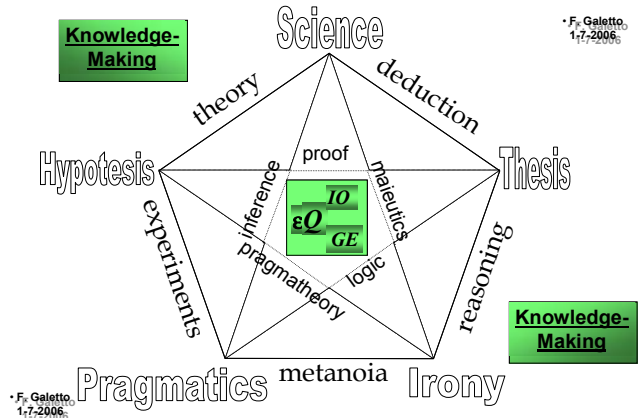 Science
Knowledge-
Making
• F. Galetto
1-7-2006
theory
deduction
Hypotesis
proof
Thesis
inference
maieutics
εQ IO
GE
experiments
pragmatheory
logic
reasoning
Knowledge-
Making
Pragmatics
metanoia
Irony
• F. Galetto
1-7-2006